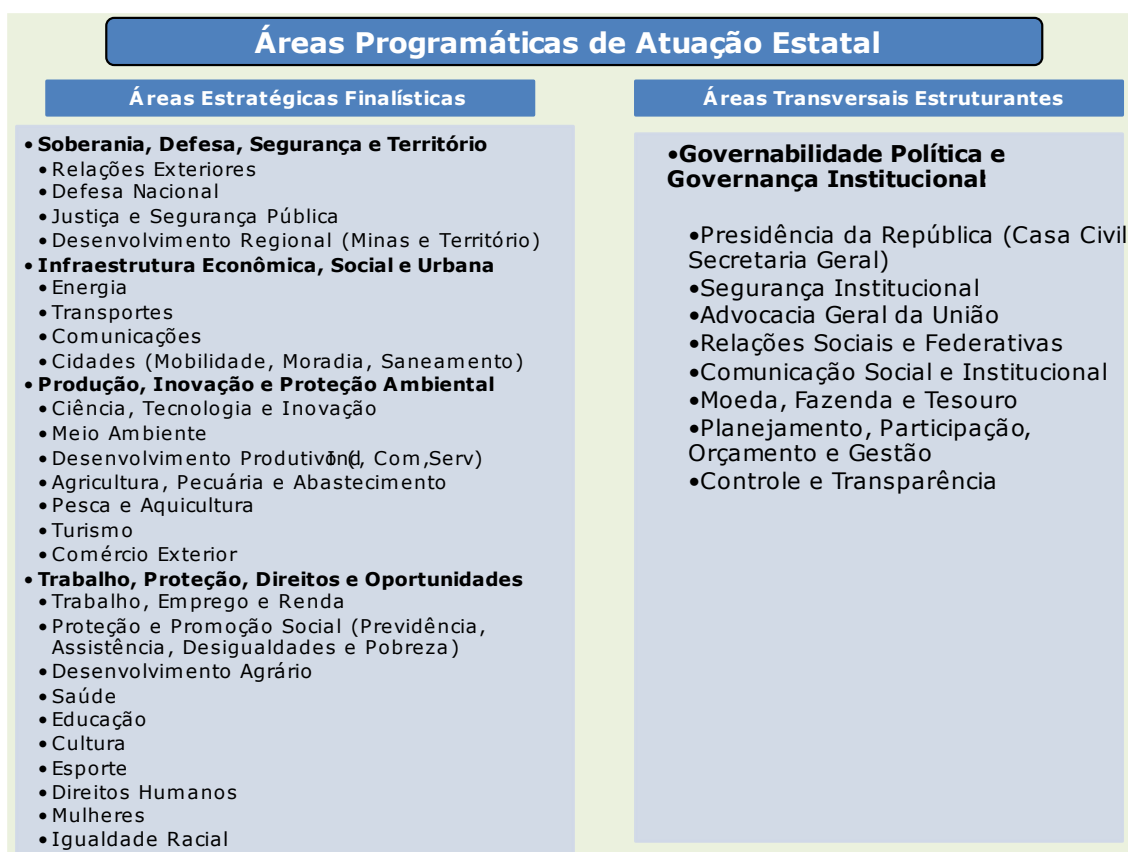 Áreas Programáticas de Atuação Estatal
Áreas Estratégicas Finalísticas
• Soberania, Defesa, Segurança e Território
• Relações Exteriores
• Defesa Nacional
• Justiça e Segurança Pública
• Desenvolvimento Regional (Minas e Território)
• Infraestrutura Econômica, Social e Urbana
• Energia
• Transportes
• Comunicações
• Cidades (Mobilidade, Moradia, Saneamento)
• Produção, Inovação e Proteção Ambiental
• Ciência, Tecnologia e Inovação
• Meio Ambiente
• Desenvolvimento Produtivo (Ind, Com,Serv)
• Agricultura, Pecuária e Abastecimento
• Pesca e Aquicultura
• Turismo
• Comércio Exterior
• Trabalho, Proteção, Direitos e Oportunidades
• Trabalho, Emprego e Renda
• Proteção e Promoção Social (Previdência,
Assistência, Desigualdades e Pobreza)
• Desenvolvimento Agrário
• Saúde
• Educação
• Cultura
• Esporte
• Direitos Humanos
• Mulheres
• Igualdade Racial
Áreas Transversais Estruturantes
•Governabilidade Política e
Governança Institucional:
•Presidência da República (Casa Civil
Secretaria Geral)
•Segurança Institucional
•Advocacia Geral da União
•Relações Sociais e Federativas
•Comunicação Social e Institucional
•Moeda, Fazenda e Tesouro
•Planejamento, Participação,
Orçamento e Gestão
•Controle e Transparência